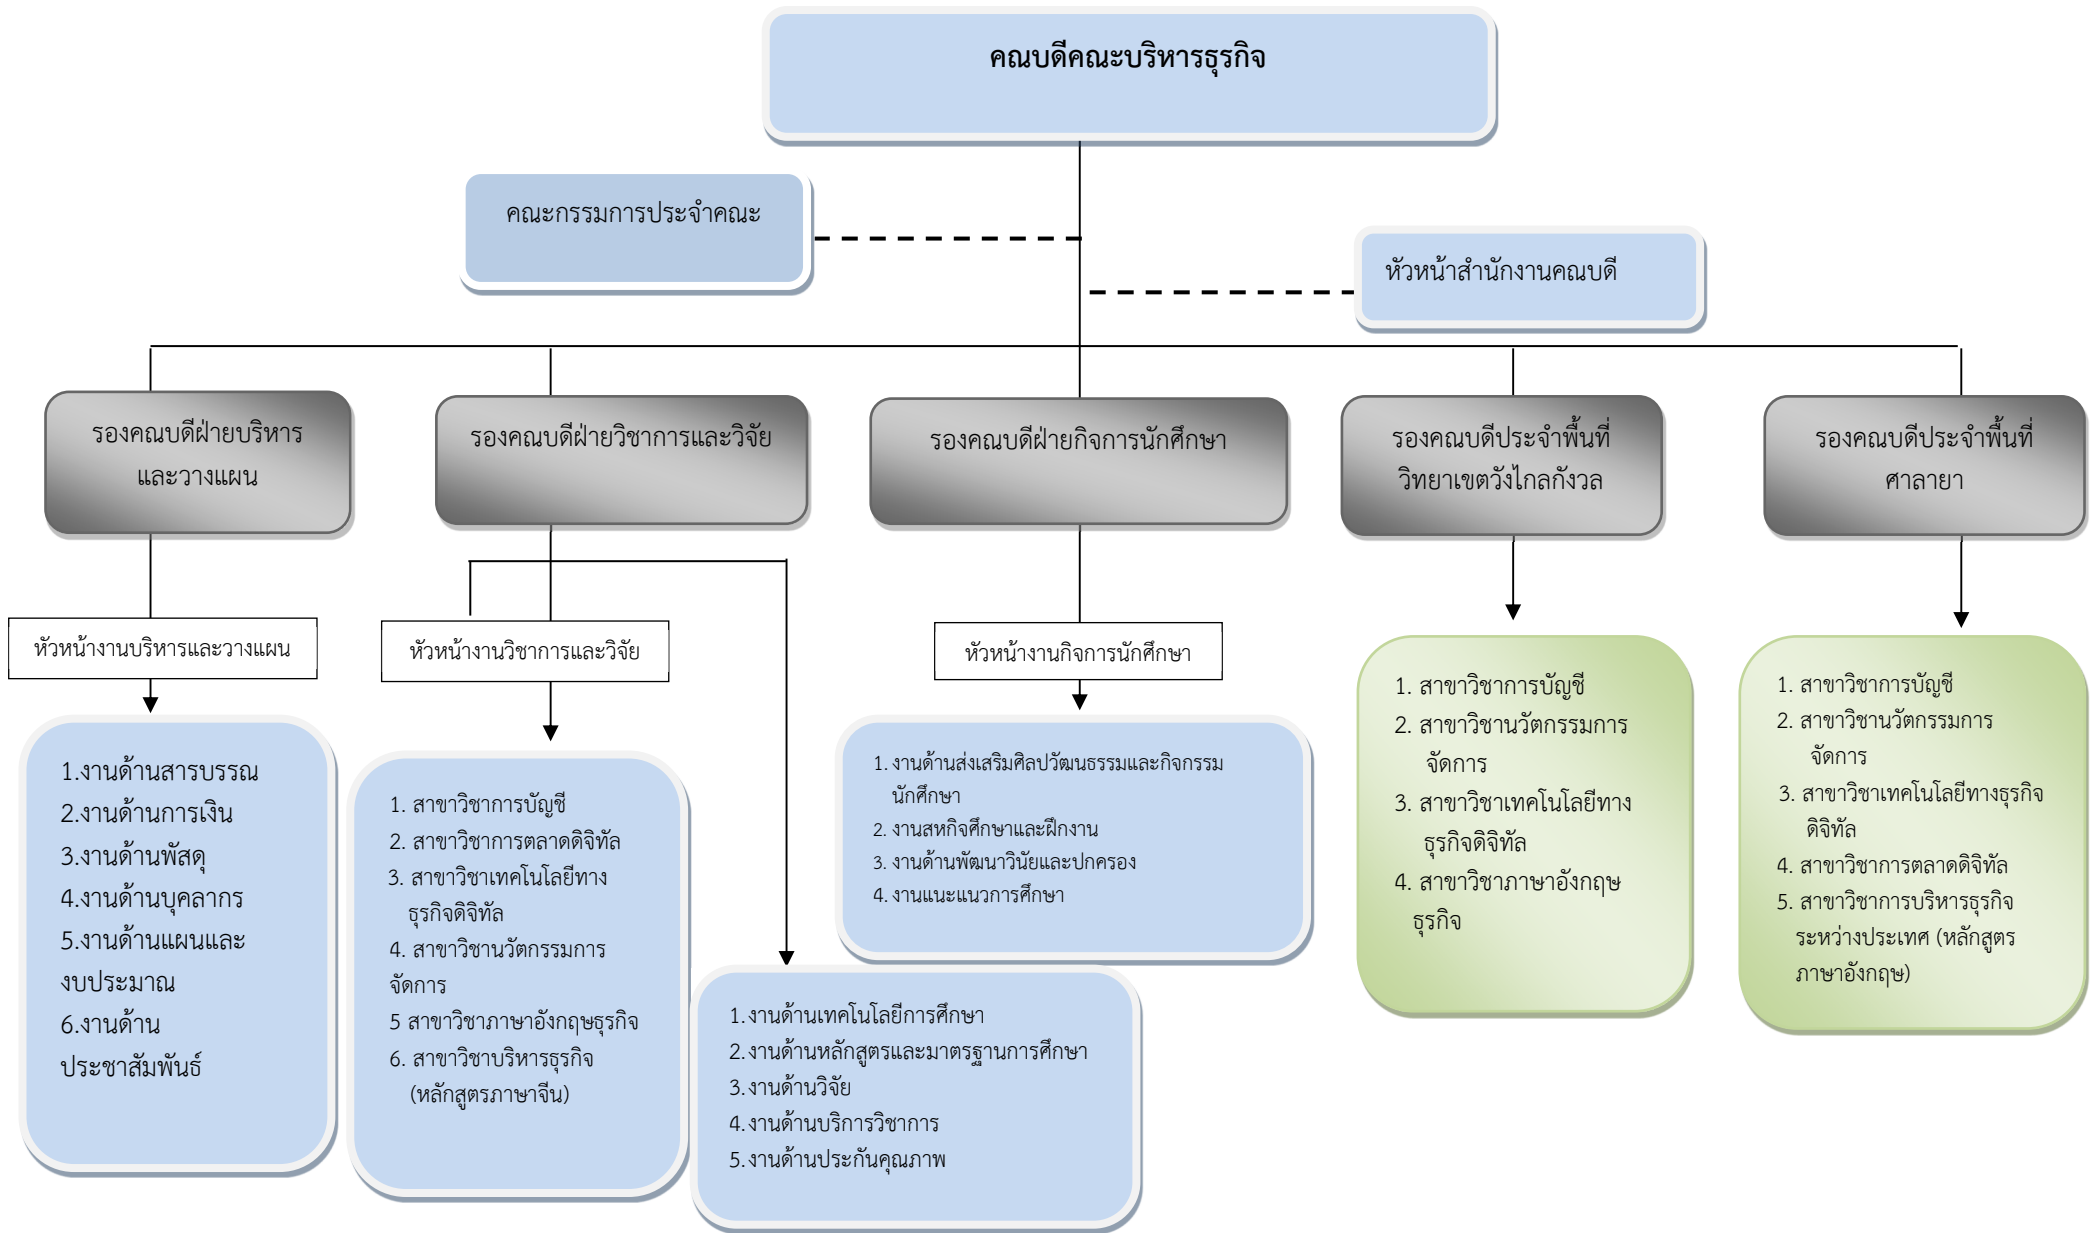 คณบดีคณะบริหารธุรกิจ
คณะกรรมการประจำคณะ
หัวหน้าสำนักงานคณบดี
รองคณบดีฝ่ายบริหาร
และวางแผน
รองคณบดีฝ่ายวิชาการและวิจัย
รองคณบดีฝ่ายกิจการนักศึกษา
รองคณบดีประจำพื้นที่
วิทยาเขตวังไกลกังวล
รองคณบดีประจำพื้นที่
ศาลายา
หัวหน้างานบริหารและวางแผน
หัวหน้างานวิชาการและวิจัย
หัวหน้างานกิจการนักศึกษา
1.งานด้านสารบรรณ
2.งานด้านการเงิน
3.งานด้านพัสดุ
4.งานด้านบุคลากร
5.งานด้านแผนและ
งบประมาณ
6.งานด้าน
ประชาสัมพันธ์
1. สาขาวิชาการบัญชี
2. สาขาวิชาการตลาดดิจิทัล
3. สาขาวิชาเทคโนโลยีทาง
ธุรกิจดิจิทัล
4. สาขาวิชานวัตกรรมการ
จัดการ
5 สาขาวิชาภาษาอังกฤษธุรกิจ
6. สาขาวิชาบริหารธุรกิจ
(หลักสูตรภาษาจีน)
1.งานด้านเทคโนโลยีการศึกษา
2.งานด้านหลักสูตรและมาตรฐานการศึกษา
3.งานด้านวิจัย
4.งานด้านบริการวิชาการ
5.งานด้านประกันคุณภาพ
1. งานด้านส่งเสริมศิลปวัฒนธรรมและกิจกรรม
นักศึกษา
2. งานสหกิจศึกษาและฝึกงาน
3. งานด้านพัฒนาวินัยและปกครอง
4. งานแนะแนวการศึกษา
1. สาขาวิชาการบัญชี
2. สาขาวิชานวัตกรรมการ
จัดการ
3. สาขาวิชาเทคโนโลยีทาง
ธุรกิจดิจิทัล
4. สาขาวิชาภาษาอังกฤษ
ธุรกิจ
1. สาขาวิชาการบัญชี
2. สาขาวิชานวัตกรรมการ
จัดการ
3. สาขาวิชาเทคโนโลยีทางธุรกิจ
ดิจิทัล
4. สาขาวิชาการตลาดดิจิทัล
5. สาขาวิชาการบริหารธุรกิจ
ระหว่างประเทศ (หลักสูตร
ภาษาอังกฤษ)